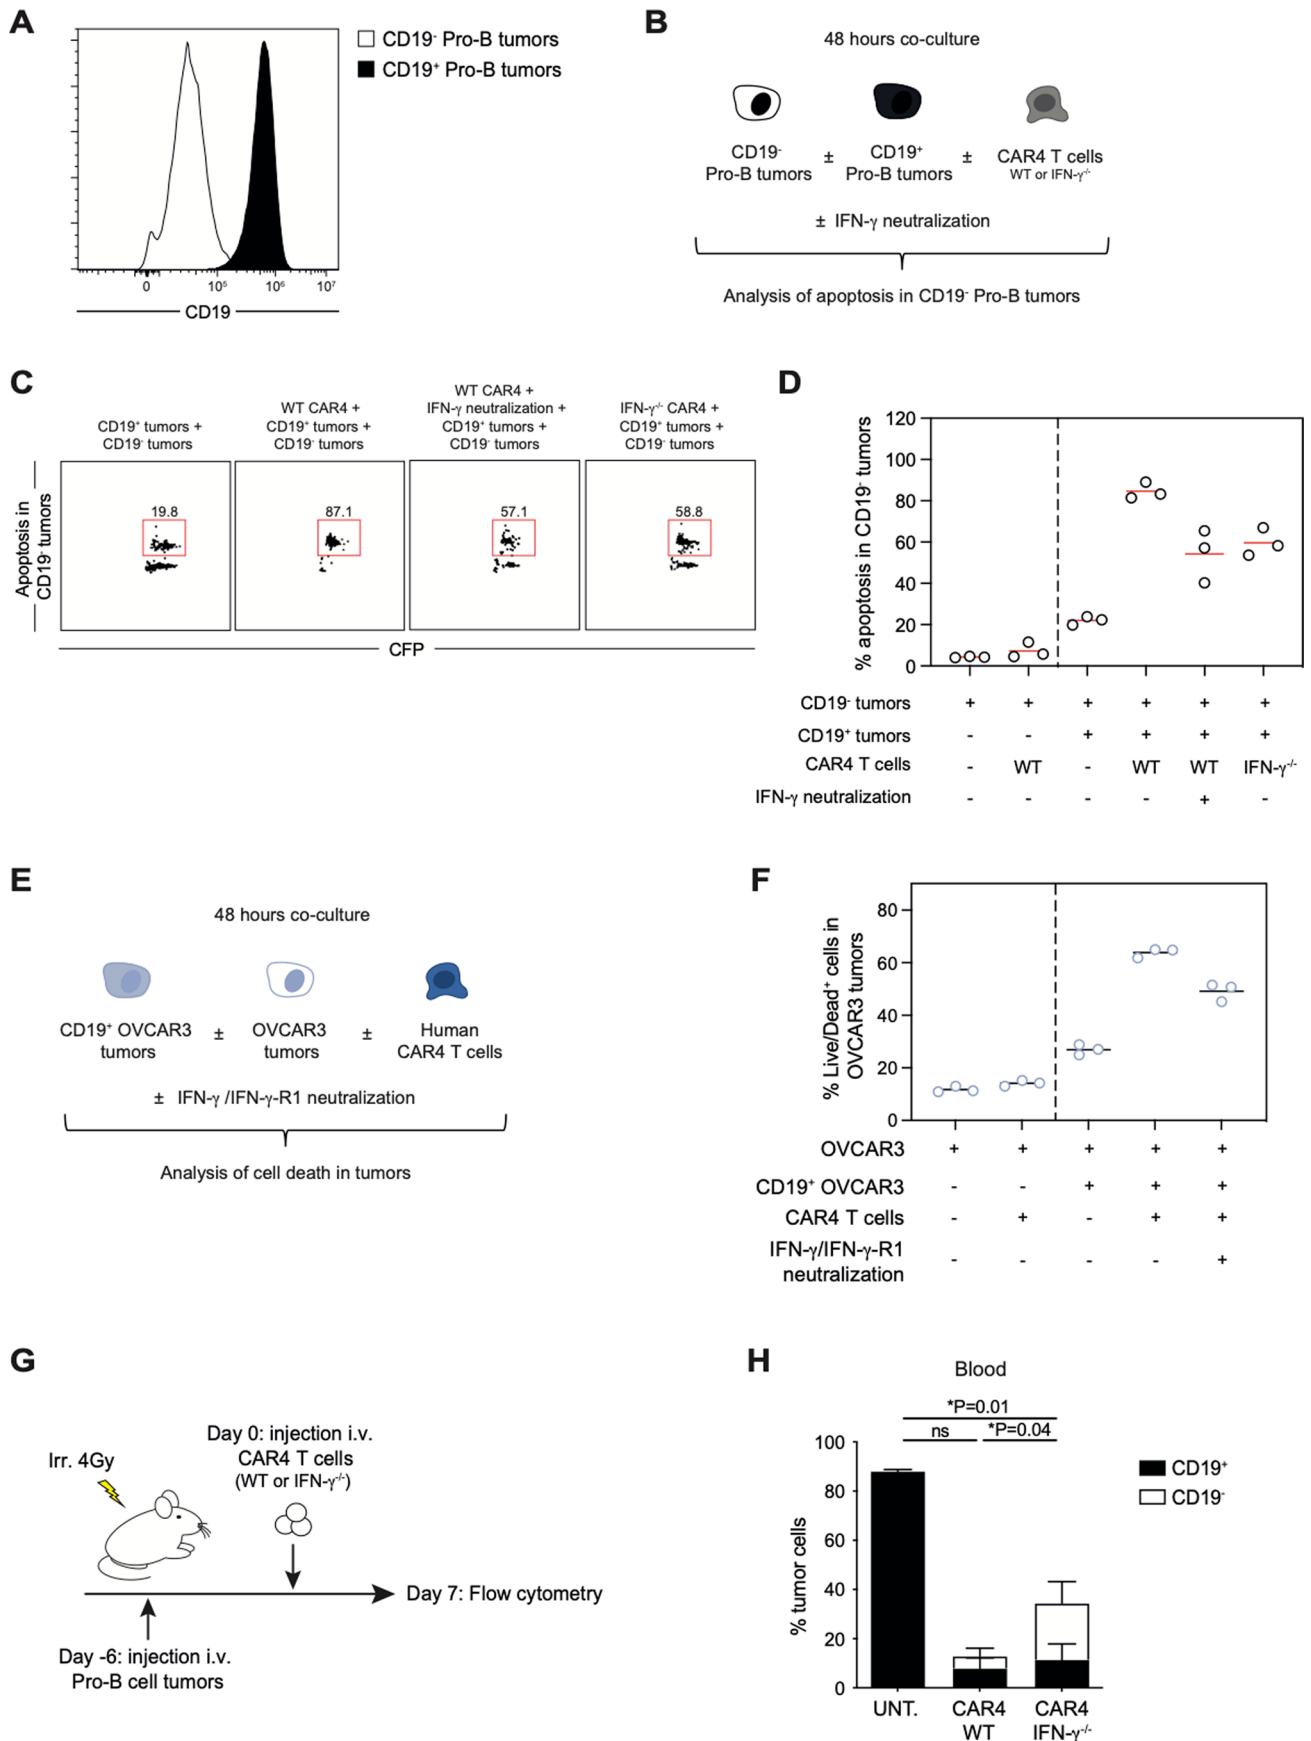 A
CD19⁻ Pro-B tumors
CD19⁺ Pro-B tumors
0 10⁵ 10⁶ 10⁷
CD19
B
48 hours co-culture
CD19⁻ ± CD19⁺ ± CAR4 T cells
Pro-B tumors Pro-B tumors WT or IFN-γ⁻/⁻
± IFN-γ neutralization
Analysis of apoptosis in CD19⁻ Pro-B tumors
C
CD19⁺ tumors +
CD19⁻ tumors
WT CAR4 +
CD19⁺ tumors +
CD19⁻ tumors
WT CAR4 +
IFN-γ neutralization +
CD19⁺ tumors +
CD19⁻ tumors
IFN-γ⁻/⁻ CAR4 +
CD19⁺ tumors +
CD19⁻ tumors
Apoptosis in
CD19⁻ tumors
19.8 87.1 57.1 58.8
CFP
D
% apoptosis in CD19⁻ tumors
120
100
80
60
40
20
0
CD19⁻ tumors + + + + + +
CD19⁺ tumors - - + + + +
CAR4 T cells - WT - WT WT IFN-γ⁻/⁻
IFN-γ neutralization - - - - + -
E
48 hours co-culture
CD19⁺ OVCAR3 ± OVCAR3 ± Human
tumors tumors CAR4 T cells
± IFN-γ /IFN-γ-R1 neutralization
Analysis of cell death in tumors
F
% Live/Dead⁺ cells in
OVCAR3 tumors
80
60
40
20
0
OVCAR3 + + + + +
CD19⁺ OVCAR3 - - + + +
CAR4 T cells - + - + +
IFN-γ/IFN-γ-R1
neutralization - - - - +
G
Irr. 4Gy
Day 0: injection i.v.
CAR4 T cells
(WT or IFN-γ⁻/⁻)
Day 7: Flow cytometry
Day -6: injection i.v.
Pro-B cell tumors
H
Blood
*P=0.01
ns *P=0.04
% tumor cells
100
80
60
40
20
0
UNT. CAR4 CAR4
WT IFN-γ⁻/⁻
CD19⁺
CD19⁻